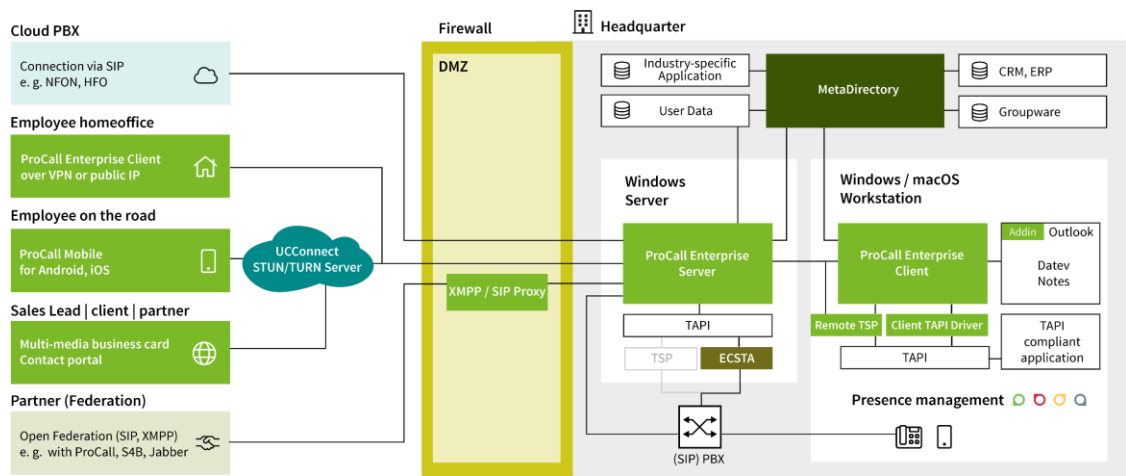 Cloud PBX
Connection via SIP
e. g. NFON, HFO
Employee homeoffice
ProCall Enterprise Client
over VPN or public IP
Employee on the road
ProCall Mobile
for Android, iOS
Sales Lead | client | partner
Multi-media business card
Contact portal
Partner (Federation)
Open Federation (SIP, XMPP)
e. g. with ProCall, S4B, Jabber
UCConnect
STUN/TURN Server
Firewall
DMZ
XMPP / SIP Proxy
Headquarter
Industry-specific
Application
User Data
MetaDirectory
CRM, ERP
Groupware
Windows
Server
ProCall Enterprise
Server
TAPI
TSP
ECSTA
(SIP) PBX
Windows / macOS
Workstation
ProCall Enterprise
Client
Addin Outlook
Datev
Notes
Remote TSP
Client TAPI Driver
TAPI
TAPI
compliant
application
Presence management